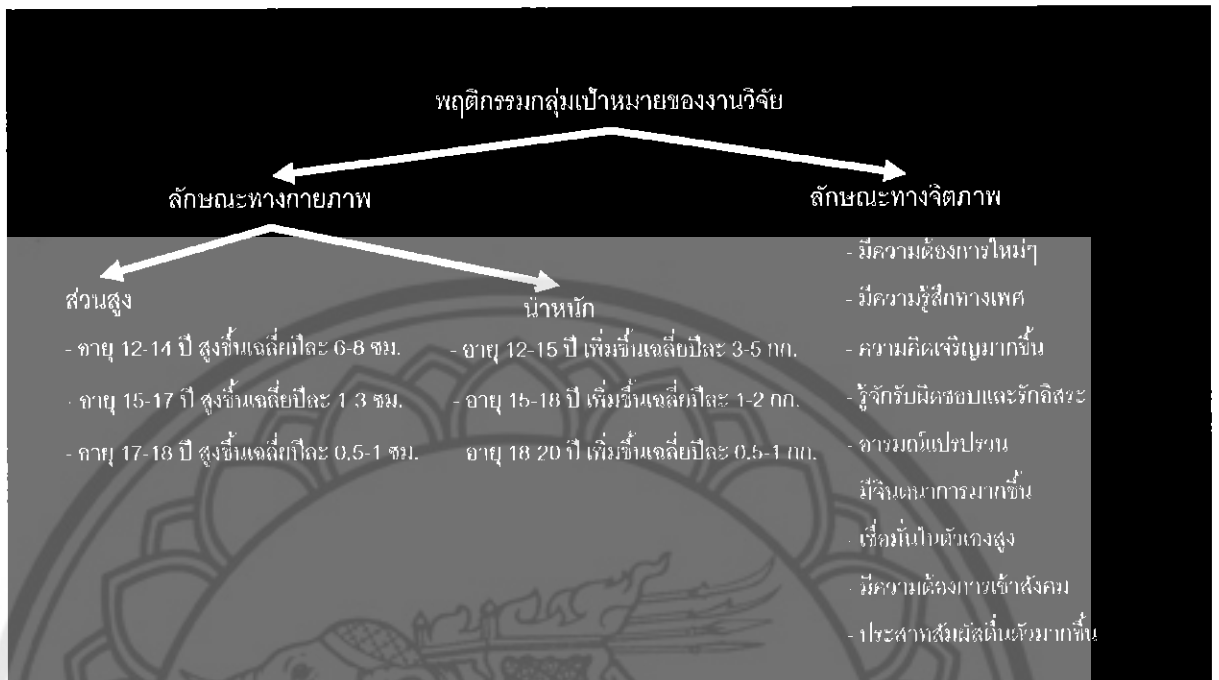 พฤติกรรมกลุ่มเป้าหมายของงานวิจัย
ลักษณะทางกายภาพ
ลักษณะทางจิตภาพ
ส่วนสูง
- อายุ 12-14 ปี สูงขึ้นเฉลี่ยปีละ 6-8 ซม.
- อายุ 15-17 ปี สูงขึ้นเฉลี่ยปีละ 1-3 ซม.
- อายุ 17-18 ปี สูงขึ้นเฉลี่ยปีละ 0.5-1 ซม.
น้ำหนัก
- อายุ 12-15 ปี เพิ่มขึ้นเฉลี่ยปีละ 3-5 กก.
- อายุ 15-18 ปี เพิ่มขึ้นเฉลี่ยปีละ 1-2 กก.
อายุ 18-20 ปี เพิ่มขึ้นเฉลี่ยปีละ 0.5-1 กก.
- มีความต้องการใหม่ๆ
- มีความรู้สึกทางเพศ
- ความคิดเจริญมากขึ้น
- รู้จักรับผิดชอบและรักอิสระ
- อารมณ์แปรปรวน
มีจินตนาการมากขึ้น
- เชื่อมั่นในตัวเองสูง
- มีความต้องการเข้าสังคม
- ประสาทสัมผัสตื่นตัวมากขึ้น